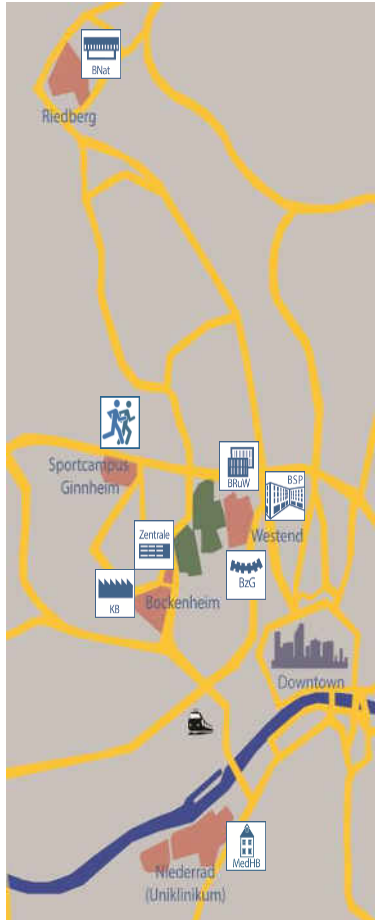 BNat
Riedberg
Sportcampus
Ginnheim
BRuW
BSP
Westend
Zentrale
BzG
KB
Bockenheim
Downtown
MedHB
Niederrad
(Uniklinikum)